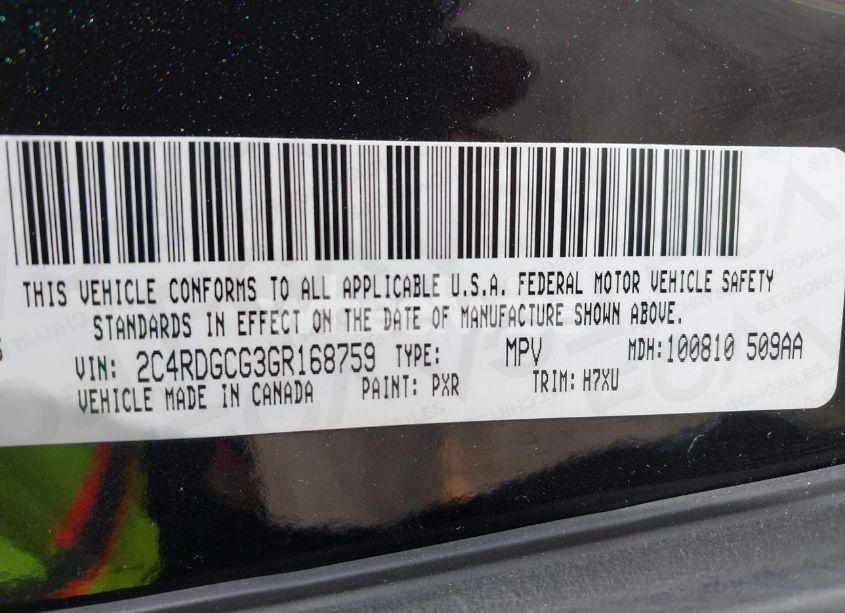 THIS VEHICLE CONFORMS TO ALL APPLICABLE U.S.A. FEDERAL MOTOR VEHICLE SAFETY
STANDARDS IN EFFECT ON THE DATE OF MANUFACTURE SHOWN ABOVE.
VIN: 2C4RDGCG3GR168759 TYPE: MPV MDH:100810 509AA
VEHICLE MADE IN CANADA PAINT: PXR TRIM: H7XU